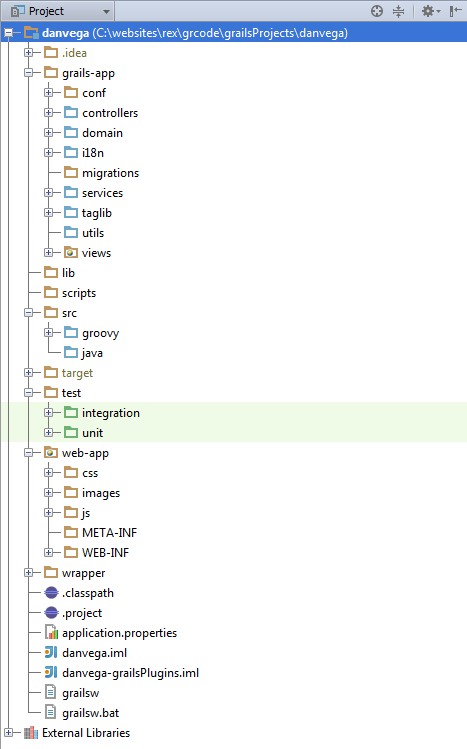 Project
danvega (C:\websites\rex\grcode\grailsProjects\danvega)
.idea
grails-app
conf
controllers
domain
i18n
migrations
services
taglib
utils
views
lib
scripts
src
groovy
java
target
test
integration
unit
web-app
css
images
js
META-INF
WEB-INF
wrapper
.classpath
.project
application.properties
danvega.iml
danvega-grailsPlugins.iml
grailsw
grailsw.bat
External Libraries